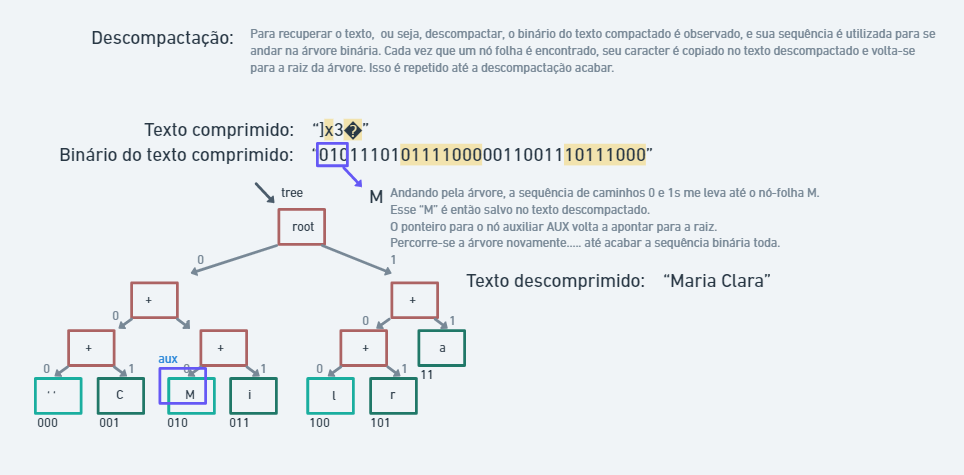 Descompactação:
Para recuperar o texto,  ou seja, descompactar, o binário do texto compactado é observado, e sua sequência é utilizada para se
andar na árvore binária. Cada vez que um nó folha é encontrado, seu caracter é copiado no texto descompactado e volta-se
para a raiz da árvore. Isso é repetido até a descompactação acabar.
Texto comprimido: “]x3�”
Binário do texto comprimido: “01011101011110000011001110111000”
tree
M
Andando pela árvore, a sequência de caminhos 0 e 1s me leva até o nó-folha M.
Esse “M” é então salvo no texto descompactado.
O ponteiro para o nó auxiliar AUX volta a apontar para a raiz.
Percorre-se a árvore novamente..... até acabar a sequência binária toda.
root
0 1
Texto descomprimido: “Maria Clara”
+ +
0 1 0 1
+ + + a
aux
0 1 0 1 0 1
11
' ' C M i l r
000 001 010 011 100 101